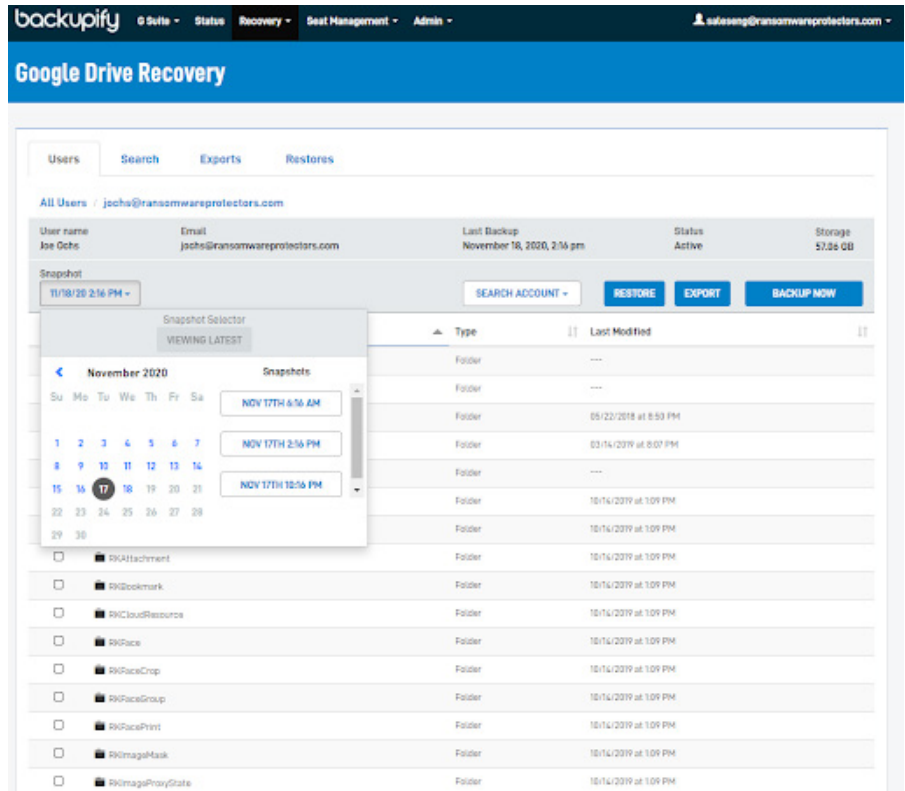 backupify G Suite Status Recovery Seat Management Admin saleseng@ransomwareprotectors.com
Google Drive Recovery
Users Search Exports Restores
All Users / jochs@ransomwareprotectors.com
User name Email Last Backup Status Storage
Joe Ochs jochs@ransomwareprotectors.com November 18, 2020, 2:16 pm Active 57.06 GB
Snapshot
11/18/20 2:16 PM SEARCH ACCOUNT RESTORE EXPORT BACKUP NOW
Snapshot Selector
VIEWING LATEST
Type Last Modified
Folder ---
November 2020 Snapshots
Folder ---
Su Mo Tu We Th Fr Sa NOV 17TH 6:16 AM
Folder 05/22/2018 at 8:50 PM
1 2 3 4 5 6 7 NOV 17TH 2:16 PM
Folder 03/14/2019 at 8:07 PM
8 9 10 11 12 13 14
Folder ---
15 16 17 18 19 20 21 NOV 17TH 10:16 PM
Folder 10/14/2019 at 1:09 PM
22 23 24 25 26 27 28
Folder 10/14/2019 at 1:09 PM
29 30
RKAttachment Folder 10/14/2019 at 1:09 PM
RKBookmark Folder 10/14/2019 at 1:09 PM
RKCloudResource Folder 10/14/2019 at 1:09 PM
RKFace Folder 10/14/2019 at 1:09 PM
RKFaceCrop Folder 10/14/2019 at 1:09 PM
RKFaceGroup Folder 10/14/2019 at 1:09 PM
RKFacePrint Folder 10/14/2019 at 1:09 PM
RKImageMask Folder 10/14/2019 at 1:09 PM
RKImageProxyState Folder 10/14/2019 at 1:09 PM